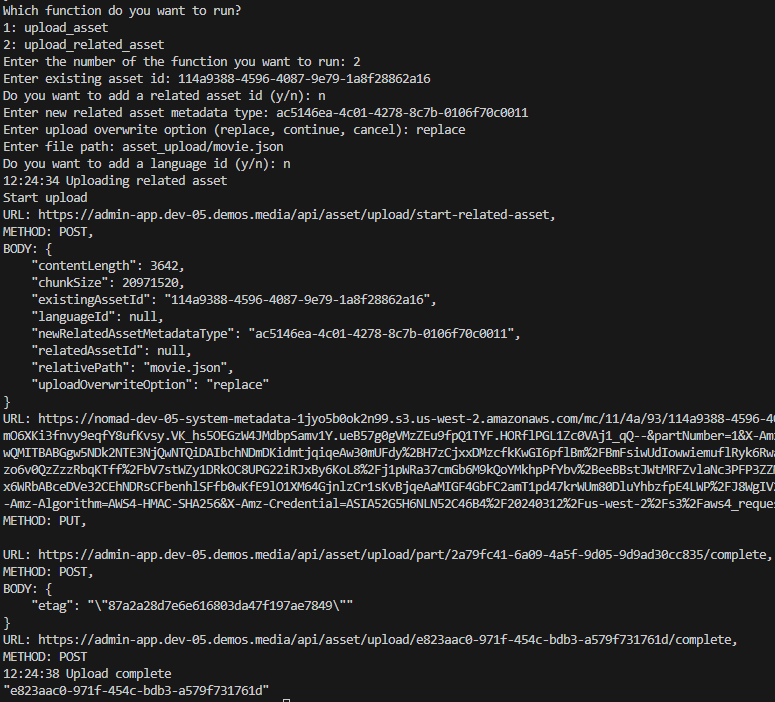 Which function do you want to run?
1: upload_asset
2: upload_related_asset
Enter the number of the function you want to run: 2
Enter existing asset id: 114a9388-4596-4087-9e79-1a8f28862a16
Do you want to add a related asset id (y/n): n
Enter new related asset metadata type: ac5146ea-4c01-4278-8c7b-0106f70c0011
Enter upload overwrite option (replace, continue, cancel): replace
Enter file path: asset_upload/movie.json
Do you want to add a language id (y/n): n
12:24:34 Uploading related asset
Start upload
URL: https://admin-app.dev-05.demos.media/api/asset/upload/start-related-asset,
METHOD: POST,
BODY: {
    "contentLength": 3642,
    "chunkSize": 20971520,
    "existingAssetId": "114a9388-4596-4087-9e79-1a8f28862a16",
    "languageId": null,
    "newRelatedAssetMetadataType": "ac5146ea-4c01-4278-8c7b-0106f70c0011",
    "relatedAssetId": null,
    "relativePath": "movie.json",
    "uploadOverwriteOption": "replace"
}
URL: https://nomad-dev-05-system-metadata-1jyo5b0ok2n99.s3.us-west-2.amazonaws.com/mc/11/4a/93/114a9388-4596-40
mO6XKi3fnvy9eqfY8ufKvsy.VK_hs5OEGzW4JMdbpSamv1Y.ueB57g0gVMzZEu9fpQ1TYF.HORflPGL1Zc0VAj1_qQ--&partNumber=1&X-Am
wQMITBABGgw5NDk2NTE3NjQwNTQiDAIbchNDmDKidmtjqiqeAw30mUFdy%2BH7ZcCjxxDMzcfkKwGI6pflBm%2FBmFsiwUdIowwiemuflRyk6Rw
zo6v0QzZzzRbqKTff%2FbV7stWZy1DRkOC8UPG22iRJxBy6KoL8%2Fj1pWRa37cmGb6M9kQoYMkhpPfYbv%2BeeBBstJWtMRFZvlaNc3PFP3ZZ
x6WRbABceDVe32CEhNDRsCFbenhlSFfb0wKfE9lO1XM64GjnlzCr1sKvBjqeAaMIGF4GbFC2amT1pd47krWUm80DluYhbzfpE4LWP%2FJ8WgIV
-Amz-Algorithm=AWS4-HMAC-SHA256&X-Amz-Credential=ASIA52G5H6NLN52C46B4%2F20240312%2Fus-west-2%2Fs3%2Faws4_reques
METHOD: PUT,
URL: https://admin-app.dev-05.demos.media/api/asset/upload/part/2a79fc41-6a09-4a5f-9d05-9d9ad30cc835/complete,
METHOD: POST,
BODY: {
    "etag": "\"87a2a28d7e6e616803da47f197ae7849\""
}
URL: https://admin-app.dev-05.demos.media/api/asset/upload/e823aac0-971f-454c-bdb3-a579f731761d/complete,
METHOD: POST
12:24:38 Upload complete
"e823aac0-971f-454c-bdb3-a579f731761d"